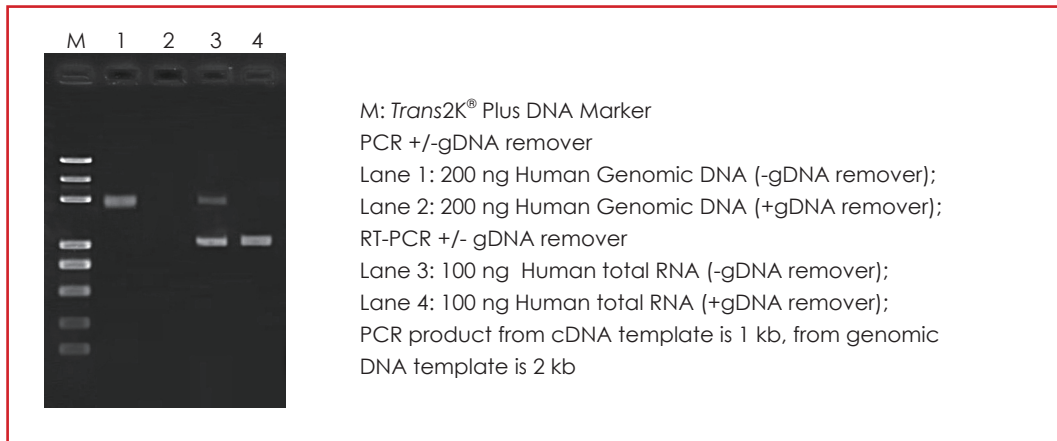 M 1 2 3 4
M: Trans2K® Plus DNA Marker
PCR +/-gDNA remover
Lane 1: 200 ng Human Genomic DNA (-gDNA remover);
Lane 2: 200 ng Human Genomic DNA (+gDNA remover);
RT-PCR +/- gDNA remover
Lane 3: 100 ng Human total RNA (-gDNA remover);
Lane 4: 100 ng Human total RNA (+gDNA remover);
PCR product from cDNA template is 1 kb, from genomic
DNA template is 2 kb